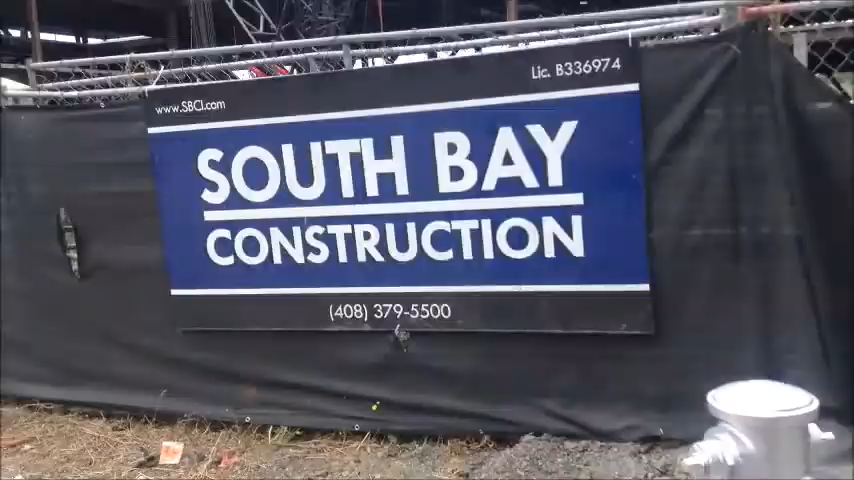 www.SBCI.com
Lic. B336974
SOUTH BAY
CONSTRUCTION
(408) 379-5500